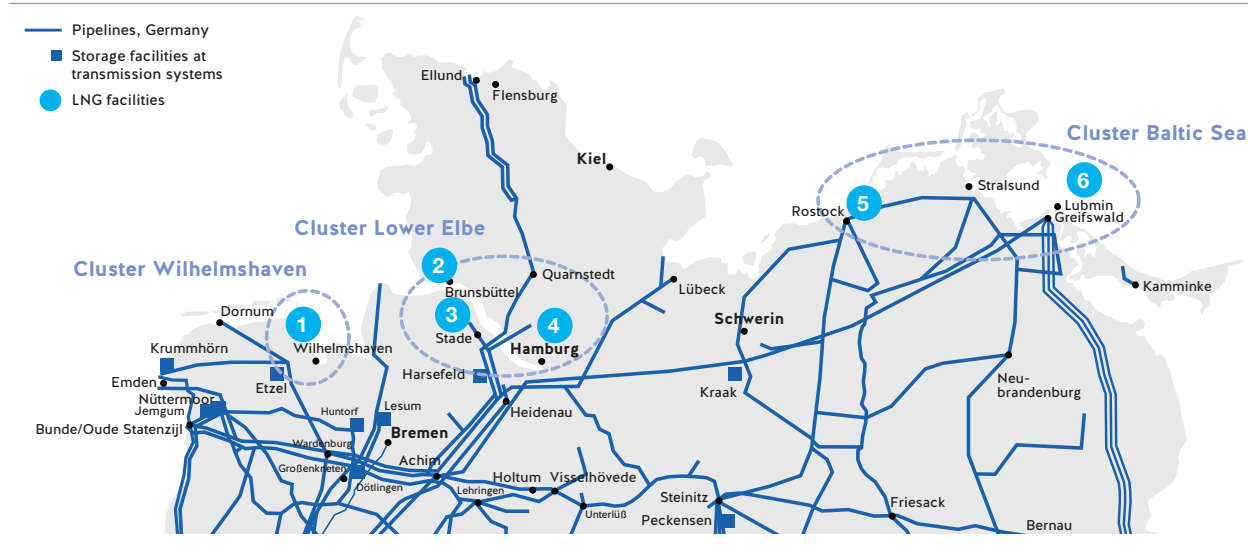 Pipelines, Germany
Storage facilities at
transmission systems
LNG facilities
Ellund
Flensburg
Kiel
Cluster Baltic Sea
Stralsund
6
5
Rostock
Lubmin
Greifswald
Cluster Lower Elbe
Cluster Wilhelmshaven
2
Brunsbüttel
Quarnstedt
Lübeck
Kamminke
Dornum
1
3
4
Schwerin
Wilhelmshaven
Stade
Hamburg
Krummhörn
Emden
Etzel
Harsefeld
Kraak
Neu-
brandenburg
Nüttermoor
Jemgum
Huntorf
Lesum
Heidenau
Bunde/Oude Statenzijl
Bremen
Wardenburg
Achim
Großenkneten
Dötlingen
Lehringen
Holtum
Visselhövede
Unterlüß
Steinitz
Peckensen
Friesack
Bernau